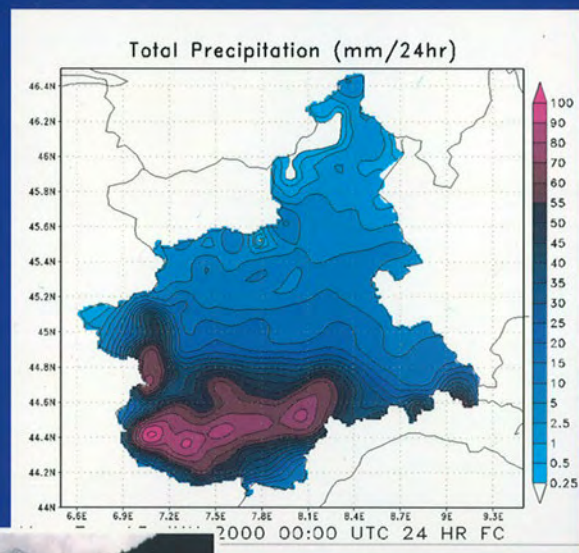 Total Precipitation (mm/24hr)
46.4N
46.2N
46N
45.8N
45.6N
45.4N
45.2N
45N
44.8N
44.6N
44.4N
44.2N
44N
6.6E 6.9E 7.2E 7.5E 7.8E 8.1E 8.4E 8.7E 9E 9.3E
100
90
80
70
60
55
50
45
40
35
30
25
20
15
10
5
2.5
1
0.5
0.25
2000 00:00 UTC 24 HR FC